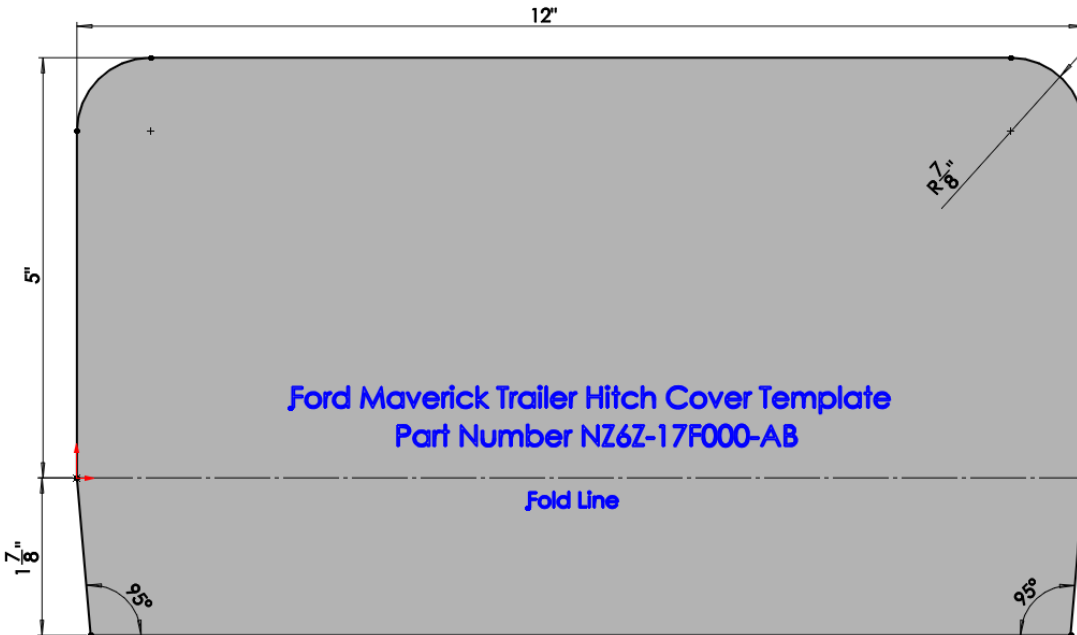 12"
R7/8"
5"
Ford Maverick Trailer Hitch Cover Template
Part Number NZ6Z-17F000-AB
Fold Line
1 7/8"
95°
95°